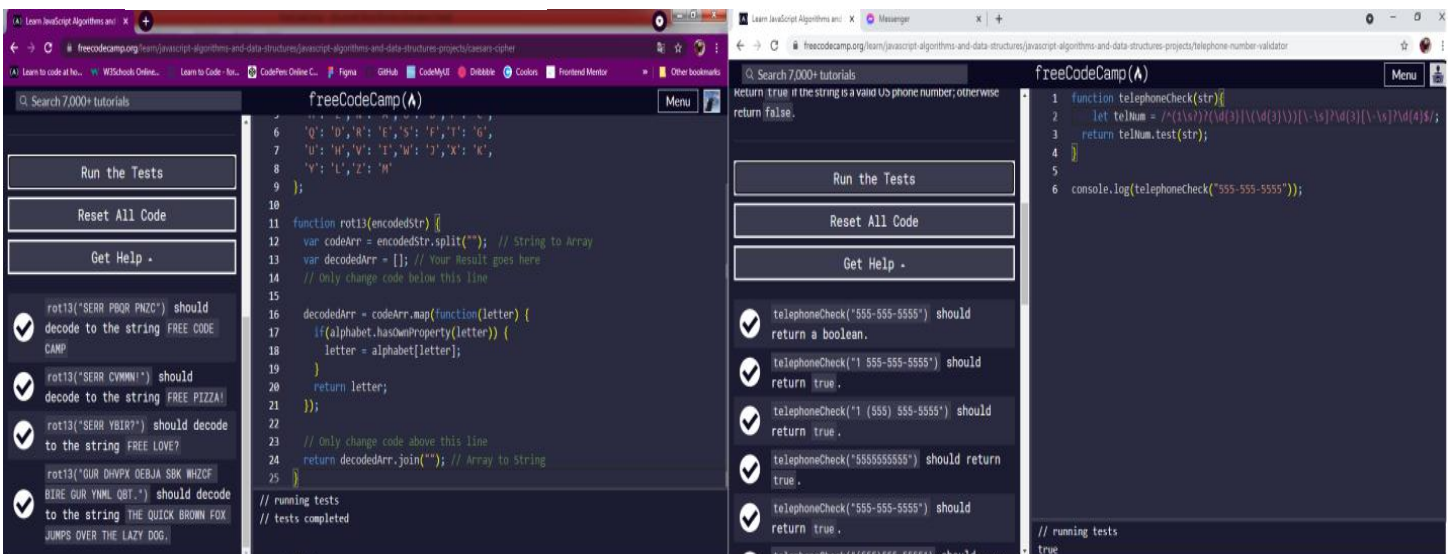 Learn JavaScript Algorithms and
freecodecamp.org/learn/javascript-algorithms-and-data-structures/javascript-algorithms-and-data-structures-projects/caesars-cipher
Learn to code at ho...
W3Schools Online...
Learn to Code - for...
CodePen: Online C...
Figma
GitHub
CodeMyUI
Dribbble
Coolors
Frontend Mentor
»
Other bookmarks
Search 7,000+ tutorials
freeCodeCamp(A)
Menu
Run the Tests
Reset All Code
Get Help
rot13("SERR PBQR PNZC") should
decode to the string FREE CODE
CAMP
rot13("SERR CVMMN!") should
decode to the string FREE PIZZA!
rot13("SERR YBIR?") should decode
to the string FREE LOVE?
rot13("GUR DHVPX OEBJA SBK WHZCF
BIRE GUR YNML QBT.") should decode
to the string THE QUICK BROWN FOX
JUMPS OVER THE LAZY DOG.
6 'Q': 'D','R': 'E','S': 'F','T': 'G',
7 'U': 'H','V': 'I','W': 'J','X': 'K',
8 'Y': 'L','Z': 'M'
9 };
10
11 function rot13(encodedStr) {
12 var codeArr = encodedStr.split(""); // String to Array
13 var decodedArr = []; // Your Result goes here
14 // Only change code below this line
15
16 decodedArr = codeArr.map(function(letter) {
17 if(alphabet.hasOwnProperty(letter)) {
18 letter = alphabet[letter];
19 }
20 return letter;
21 });
22
23 // Only change code above this line
24 return decodedArr.join(""); // Array to String
25 }
// running tests
// tests completed
Learn JavaScript Algorithms and
Messenger
freecodecamp.org/learn/javascript-algorithms-and-data-structures/javascript-algorithms-and-data-structures-projects/telephone-number-validator
Search 7,000+ tutorials
freeCodeCamp(A)
Menu
Return true if the string is a valid US phone number; otherwise
return false.
Run the Tests
Reset All Code
Get Help
telephoneCheck("555-555-5555") should
return a boolean.
telephoneCheck("1 555-555-5555") should
return true.
telephoneCheck("1 (555) 555-5555") should
return true.
telephoneCheck("5555555555") should return
true.
telephoneCheck("555-555-5555") should
return true.
1 function telephoneCheck(str){
2 let telNum = /^(1\s?)?(\d{3}|\(\d{3}\))[\-\s]?\d{3}[\-\s]?\d{4}$/;
3 return telNum.test(str);
4 }
5
6 console.log(telephoneCheck("555-555-5555"));
// running tests
true